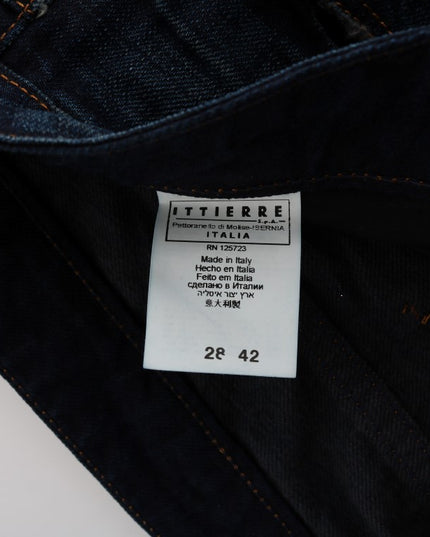 ITTIERRE
S.p.A.
Pettoranello di Molise-ISERNIA
ITALIA
RN 125723
Made in Italy
Hecho en Italia
Feito em Italia
сделано в Италии
ארץ יצור איטליה
意大利製
28 42